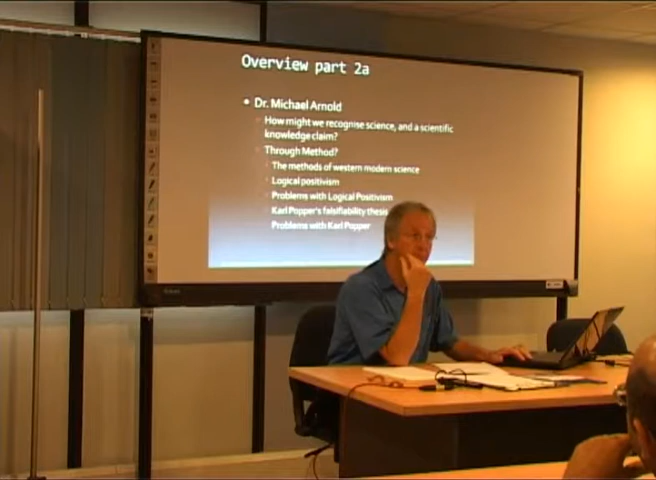 Overview part 2a
• Dr. Michael Arnold
How might we recognise science, and a scientific
knowledge claim?
Through Method?
The methods of western modern science
Logical positivism
Problems with Logical Positivism
Karl Popper's falsifiability thesis
Problems with Karl Popper